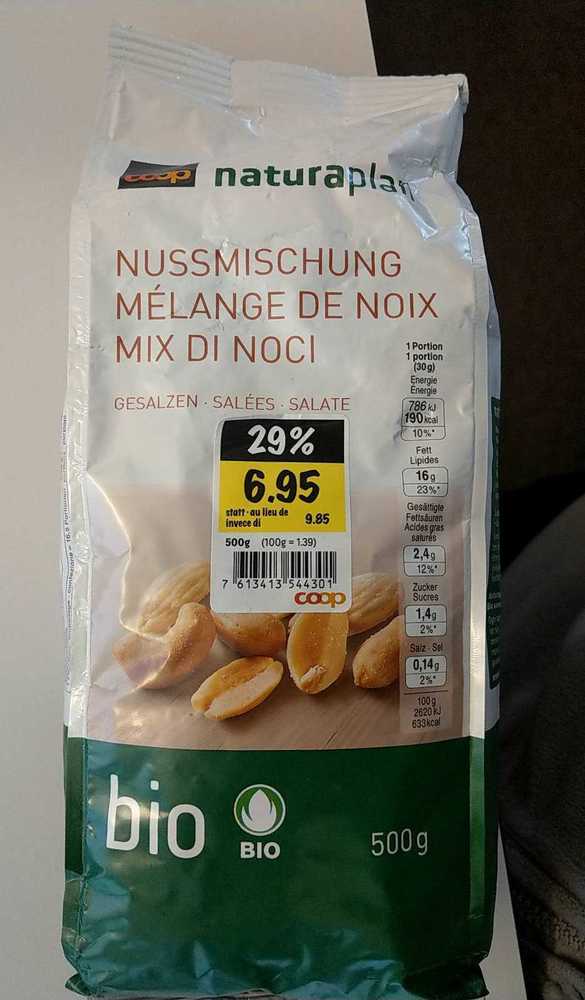 coop naturaplan
NUSSMISCHUNG
MÉLANGE DE NOIX
MIX DI NOCI
GESALZEN · SALÉES · SALATE
29%
6.95
statt · au lieu de
invece di 9.85
500g (100g = 1.39)
7 613413 544301
coop
1 Portion
1 portion
(30g)
Energie
Énergie
786 kJ
190 kcal
10%*
Fett
Lipides
16g
23%*
Gesättigte
Fettsäuren
Acides gras
saturés
2,4g
12%*
Zucker
Sucres
1,4g
2%*
Salz · Sel
0,14g
2%*
100g
2620 kJ
633 kcal
bio
BIO
500g